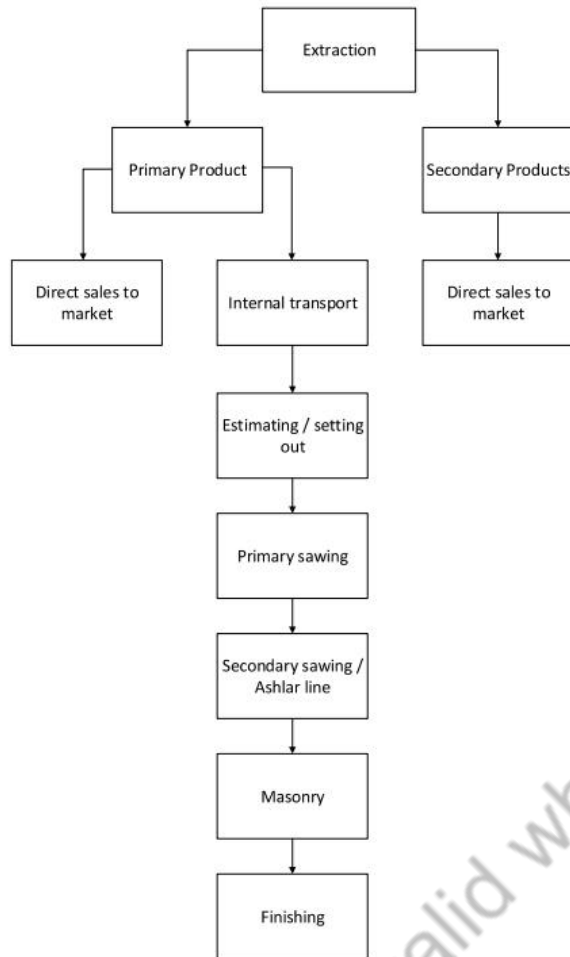 Extraction
Primary Product
Secondary Products
Direct sales to
market
Internal transport
Direct sales to
market
Estimating / setting
out
Primary sawing
Secondary sawing /
Ashlar line
Masonry
Finishing